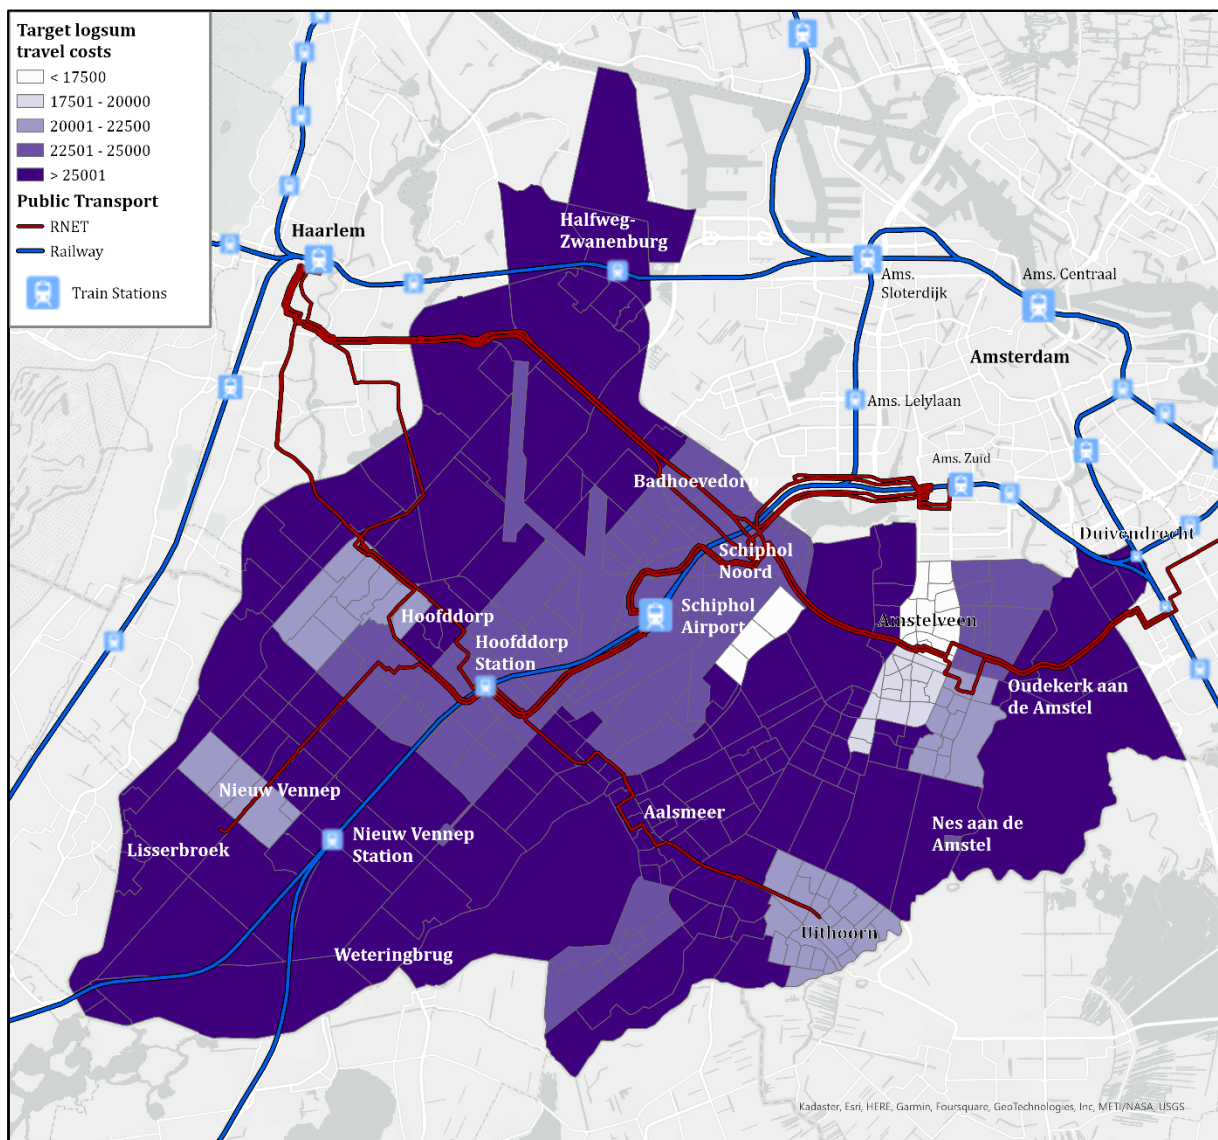 Target logsum
travel costs
< 17500
17501 - 20000
20001 - 22500
22501 - 25000
> 25001
Public Transport
RNET
Railway
Train Stations
Haarlem
Halfweg-
Zwanenburg
Ams.
Sloterdijk
Ams. Centraal
Amsterdam
Ams. Lelylaan
Ams. Zuid
Badhoevedorp
Duivendrecht
Schiphol
Noord
Schiphol
Airport
Hoofddorp
Amstelveen
Hoofddorp
Station
Oudekerk aan
de Amstel
Nieuw Vennep
Aalsmeer
Nes aan de
Amstel
Lisserbroek
Nieuw Vennep
Station
Uithoorn
Weteringbrug
Kadaster, Esri, HERE, Garmin, Foursquare, GeoTechnologies, Inc, METI/NASA, USGS